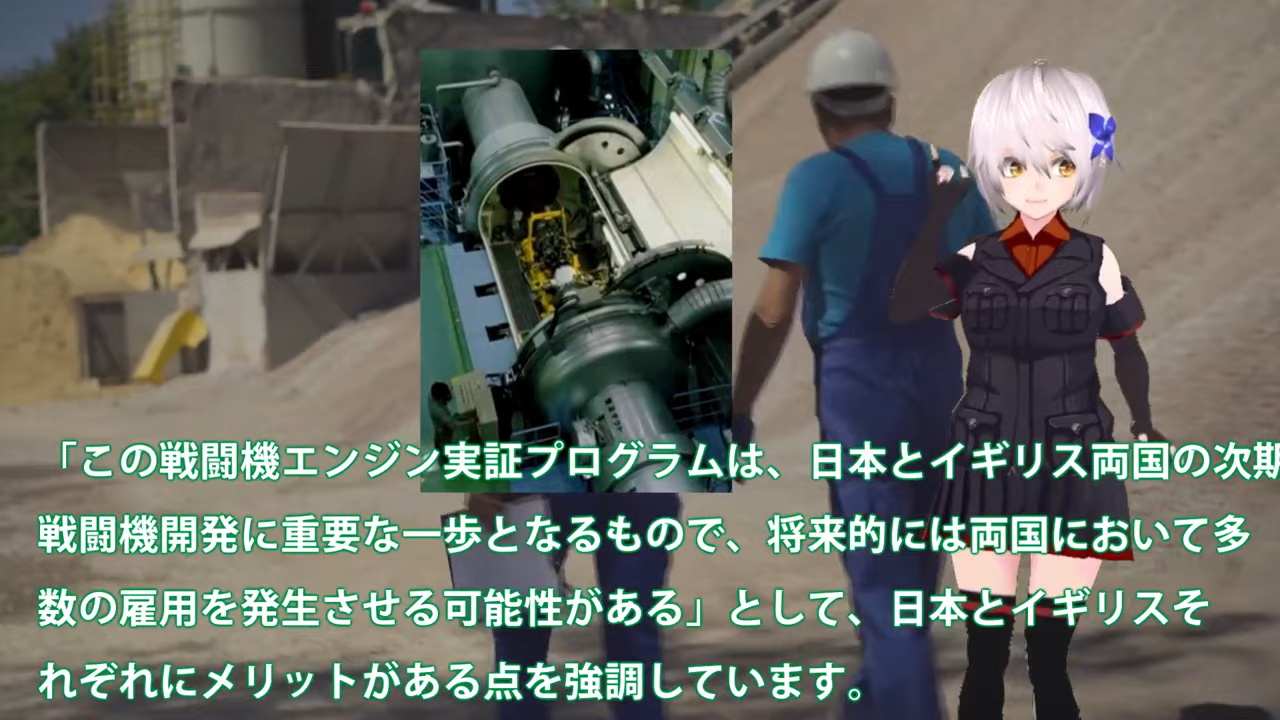 「この戦闘機エンジン実証プログラムは、日本とイギリス両国の次期
戦闘機開発に重要な一歩となるもので、将来的には両国において多
数の雇用を発生させる可能性がある」として、日本とイギリスそ
れぞれにメリットがある点を強調しています。